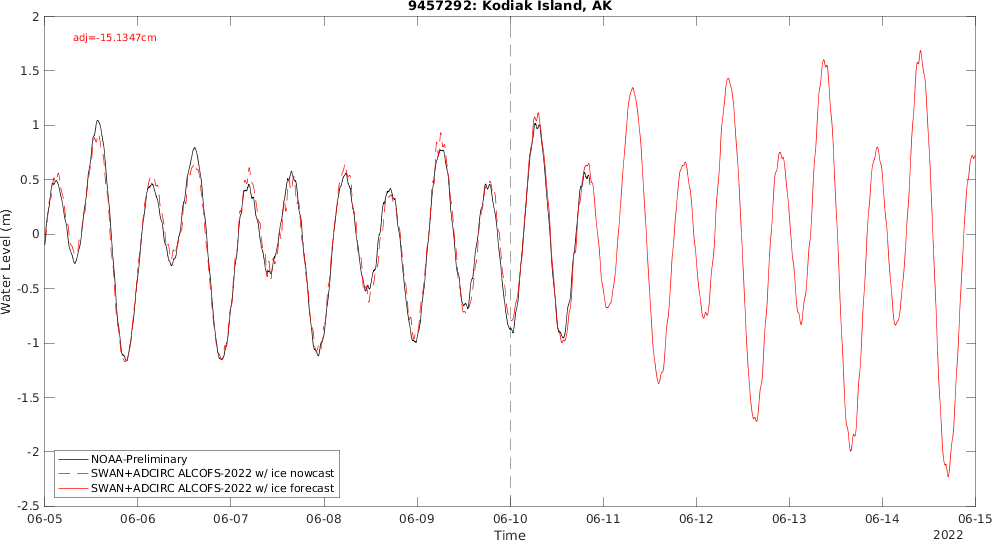 9457292: Kodiak Island, AK
adj=-15.1347cm
2
1.5
1
0.5
0
-0.5
-1
-1.5
-2
-2.5
Water Level (m)
NOAA-Preliminary
SWAN+ADCIRC ALCOFS-2022 w/ ice nowcast
SWAN+ADCIRC ALCOFS-2022 w/ ice forecast
06-05 06-06 06-07 06-08 06-09 06-10 06-11 06-12 06-13 06-14 06-15
Time
2022